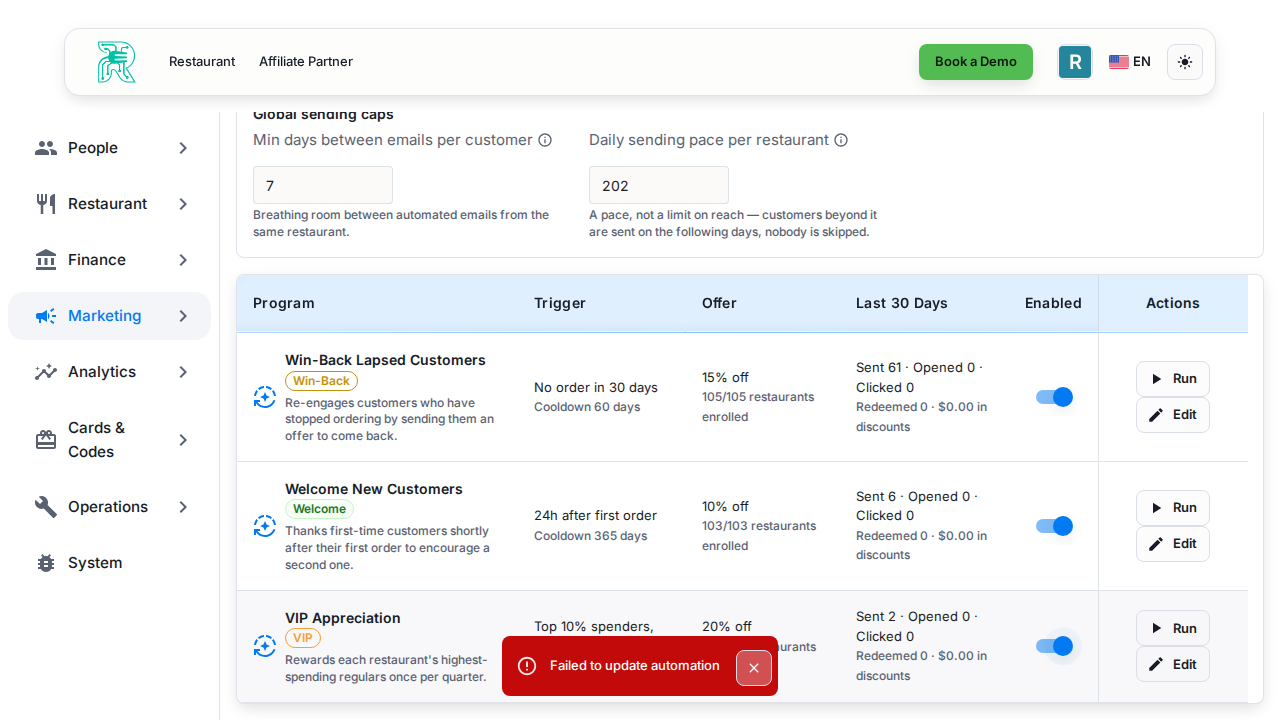 Restaurant
Affiliate Partner
Book a Demo
R
EN
People
Restaurant
Finance
Marketing
Analytics
Cards &
Codes
Operations
System
Global sending caps
Min days between emails per customer
Daily sending pace per restaurant
7
202
Breathing room between automated emails from the
same restaurant.
A pace, not a limit on reach — customers beyond it
are sent on the following days, nobody is skipped.
Program
Trigger
Offer
Last 30 Days
Enabled
Actions
Win-Back Lapsed Customers
Win-Back
Re-engages customers who have
stopped ordering by sending them an
offer to come back.
No order in 30 days
Cooldown 60 days
15% off
105/105 restaurants
enrolled
Sent 61 · Opened 0 ·
Clicked 0
Redeemed 0 · $0.00 in
discounts
Run
Edit
Welcome New Customers
Welcome
Thanks first-time customers shortly
after their first order to encourage a
second one.
24h after first order
Cooldown 365 days
10% off
103/103 restaurants
enrolled
Sent 6 · Opened 0 ·
Clicked 0
Redeemed 0 · $0.00 in
discounts
Run
Edit
VIP Appreciation
VIP
Rewards each restaurant's highest-
spending regulars once per quarter.
Top 10% spenders,
20% off
Sent 2 · Opened 0 ·
Clicked 0
Redeemed 0 · $0.00 in
discounts
Run
Edit
Failed to update automation